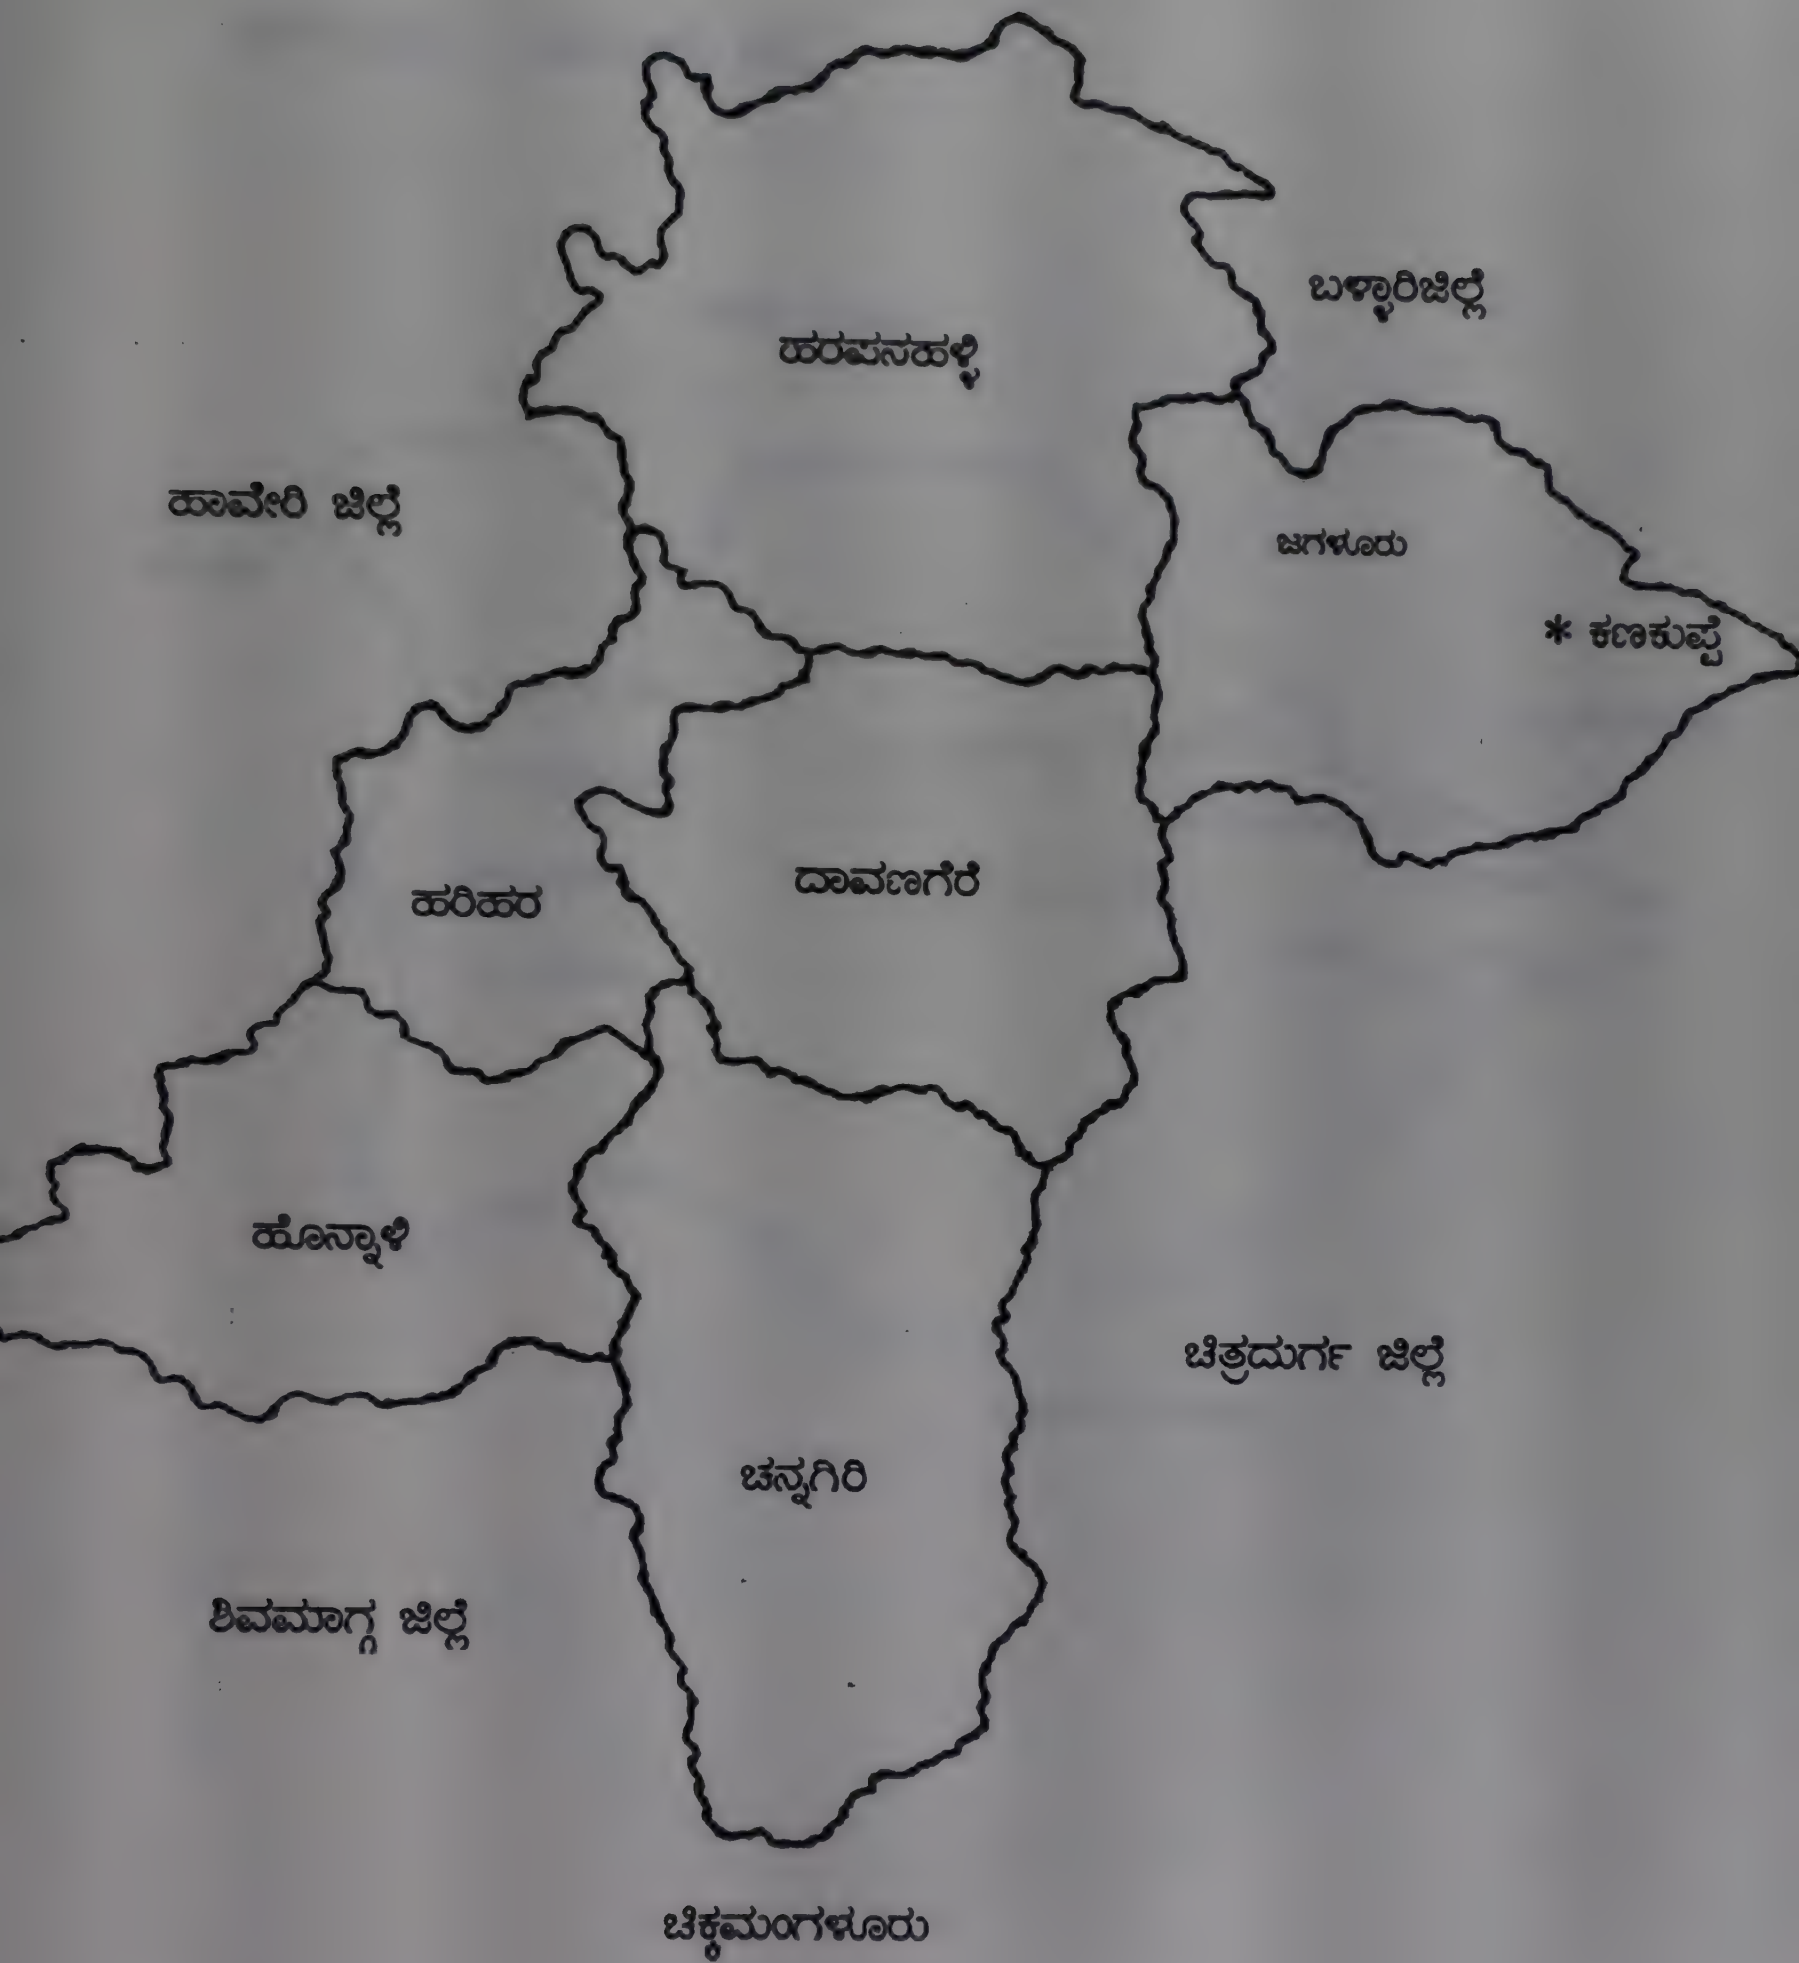 ಬಳ್ಳಾರಿಜಿಲ್ಲೆ
ಹರಪನಹಳ್ಳಿ
ಹಾವೇರಿ ಜಿಲ್ಲೆ
ಜಗಳೂರು
* ಕಣಕುಪ್ಪೆ
ದಾವಣಗೆರೆ
ಹರಿಹರ
ಹೊನ್ನಾಳಿ
ಚಿತ್ರದುರ್ಗ ಜಿಲ್ಲೆ
ಚನ್ನಗಿರಿ
ಶಿವಮಾಗ್ಗ ಜಿಲ್ಲೆ
ಚಿಕ್ಕಮಂಗಳೂರು